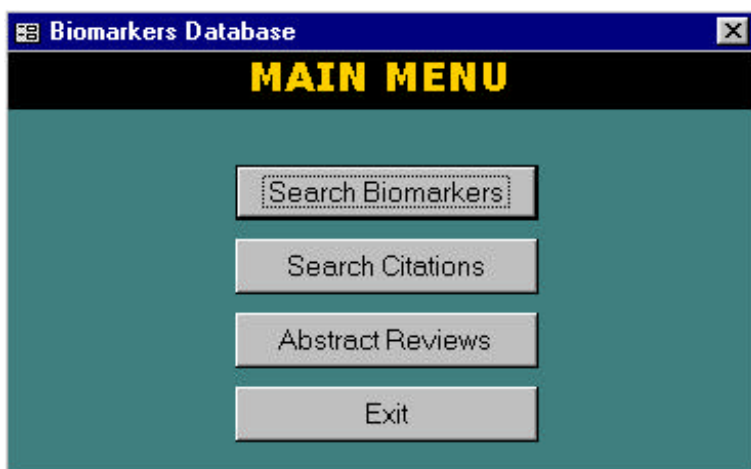 Biomarkers Database
MAIN MENU
Search Biomarkers
Search Citations
Abstract Reviews
Exit